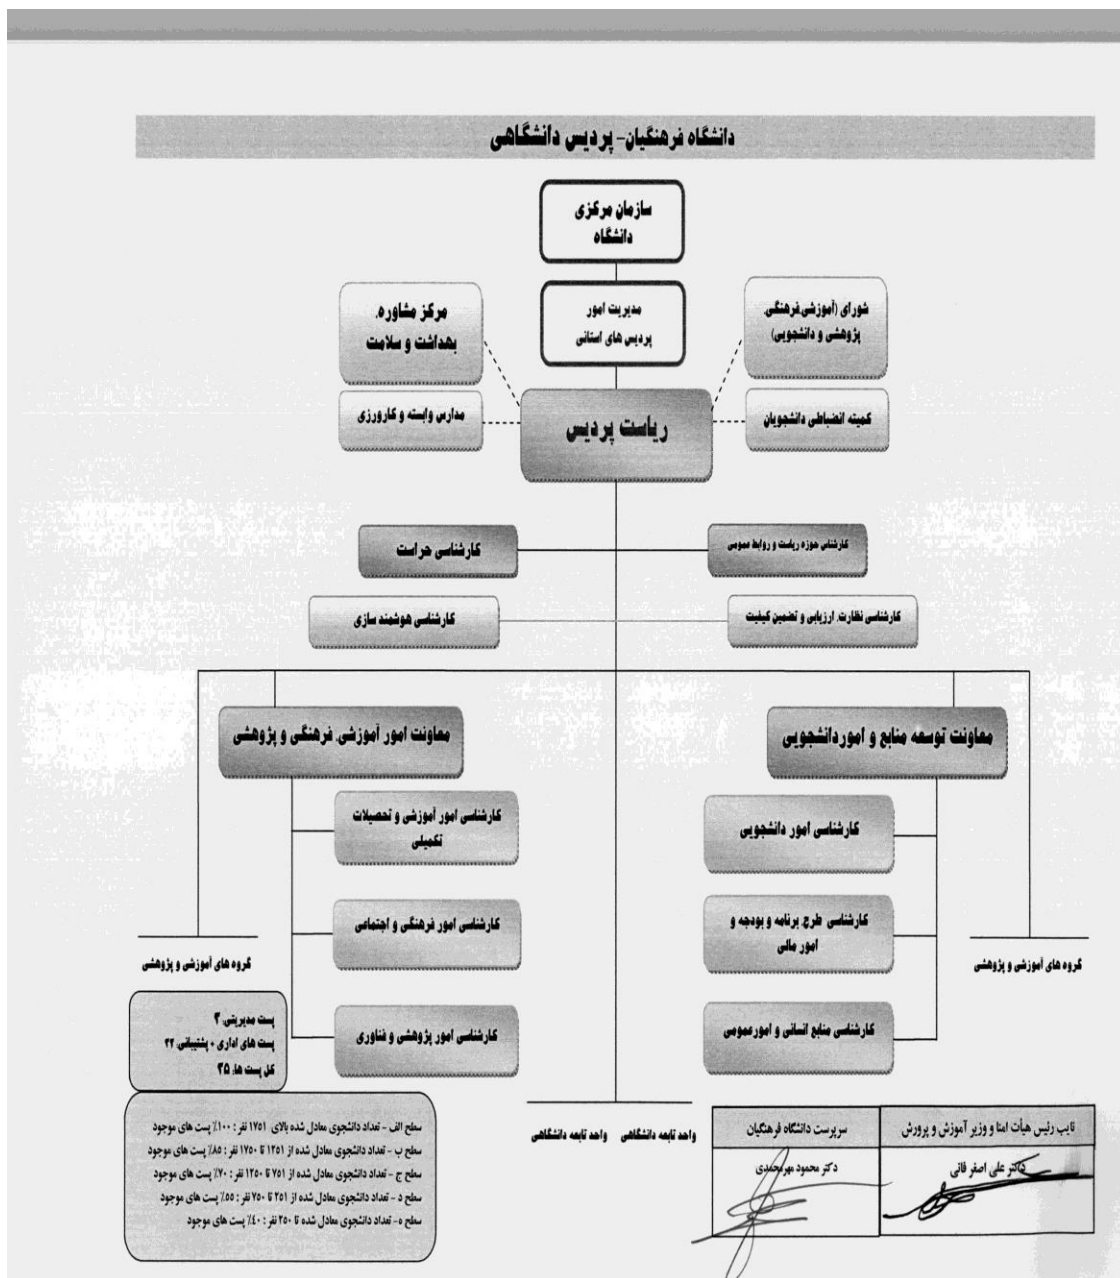 دانشگاه فرهنگیان- پردیس دانشگاهی
سازمان مرکزی
دانشگاه
مدیریت امور
پردیس های استانی
شورای (آموزشی،فرهنگی،
پژوهشی و دانشجویی)
مرکز مشاوره،
بهداشت و سلامت
ریاست پردیس
کمیته انضباطی دانشجویان
مدارس وابسته و کارورزی
کارشناسی حوزه ریاست و روابط عمومی
کارشناسی حراست
کارشناسی نظارت، ارزیابی و تضمین کیفیت
کارشناسی هوشمند سازی
معاونت توسعه منابع و اموردانشجویی
معاونت امور آموزشی، فرهنگی و پژوهشی
کارشناسی امور دانشجویی
کارشناسی طرح، برنامه و بودجه و
امور مالی
کارشناسی منابع انسانی و امورعمومی
کارشناسی امور آموزشی و تحصیلات
تکمیلی
کارشناسی امور فرهنگی و اجتماعی
کارشناسی امور پژوهشی و فناوری
گروه های آموزشی و پژوهشی
گروه های آموزشی و پژوهشی
پست مدیریتی: ۳
پست های اداری + پشتیبانی: ۲۲
کل پست ها: ۲۵
واحد تابعه دانشگاهی
واحد تابعه دانشگاهی
سطح الف - تعداد دانشجوی معادل شده بالای ۱۷۵۱ نفر : ۱۰۰٪ پست های موجود
سطح ب - تعداد دانشجوی معادل شده از ۱۲۵۱ تا ۱۷۵۰ نفر : ۸۵٪ پست های موجود
سطح ج - تعداد دانشجوی معادل شده از ۷۵۱ تا ۱۲۵۰ نفر : ۷۰٪ پست های موجود
سطح د - تعداد دانشجوی معادل شده از ۲۵۱ تا ۷۵۰ نفر : ۵۵٪ پست های موجود
سطح ه- تعداد دانشجوی معادل شده تا ۲۵۰ نفر : ۴۰٪ پست های موجود
نایب رئیس هیأت امنا و وزیر آموزش و پرورش
دکتر علی اصغر فانی
سرپرست دانشگاه فرهنگیان
دکتر محمود مهرمحمدی